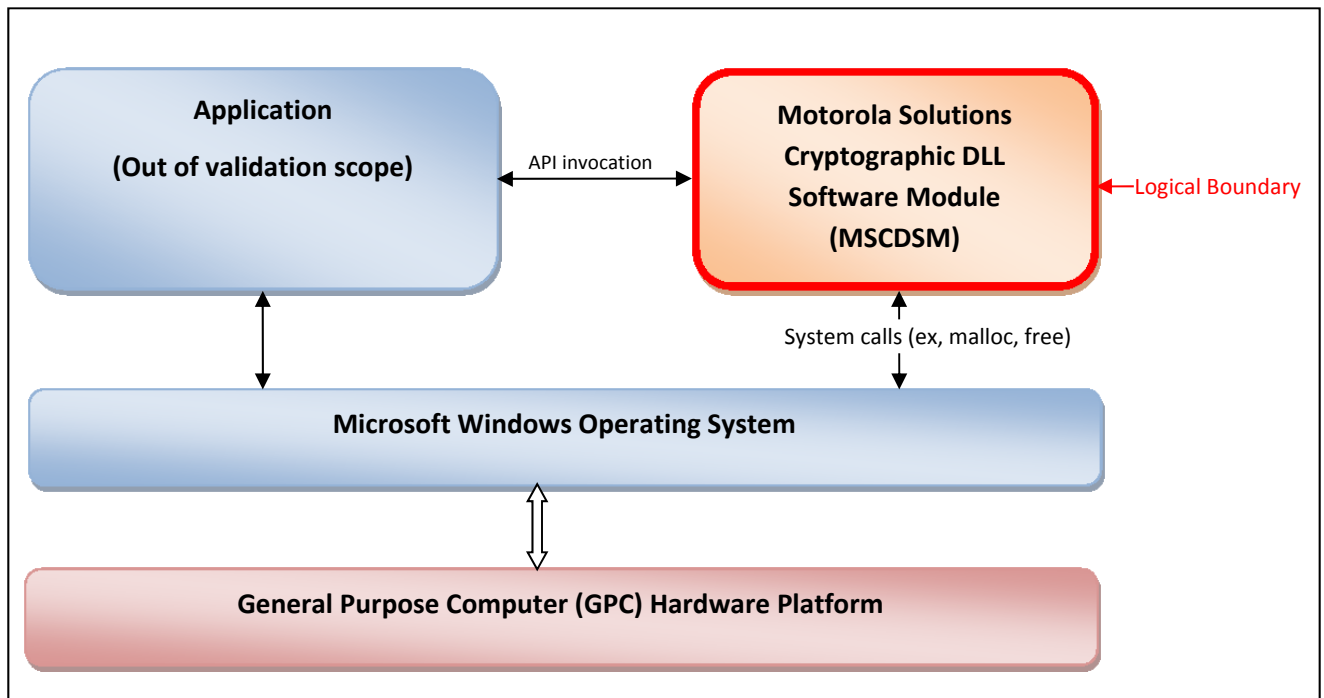 Application
(Out of validation scope)
API invocation
Motorola Solutions
Cryptographic DLL
Software Module
(MSCDSM)
Logical Boundary
System calls (ex, malloc, free)
Microsoft Windows Operating System
General Purpose Computer (GPC) Hardware Platform